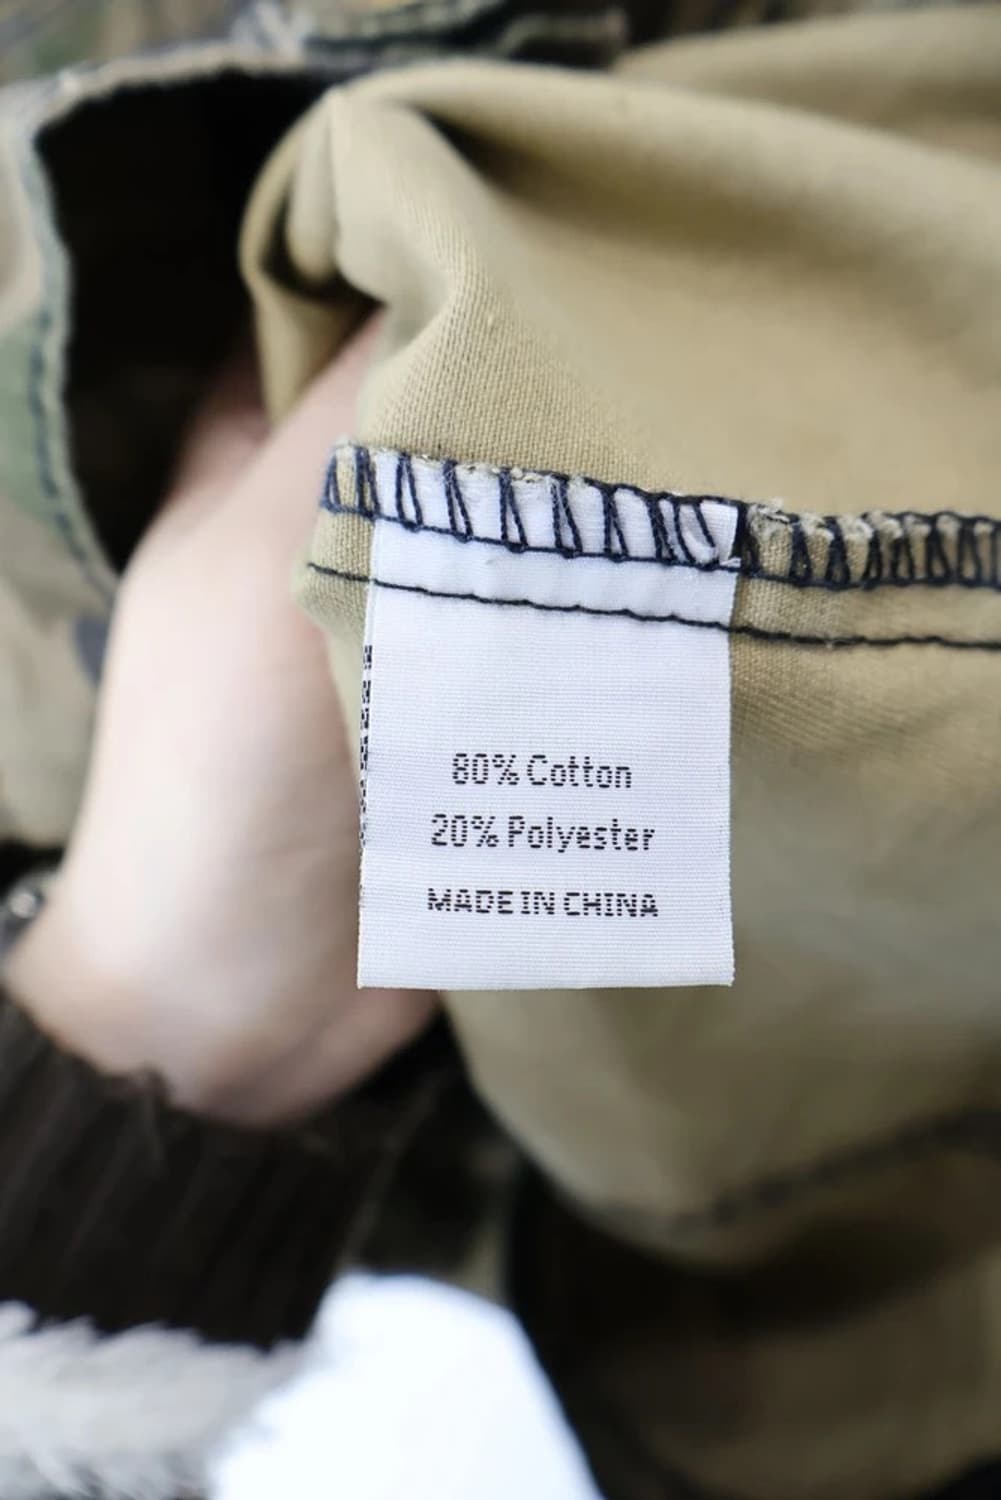 80% Cotton
20% Polyester
MADE IN CHINA